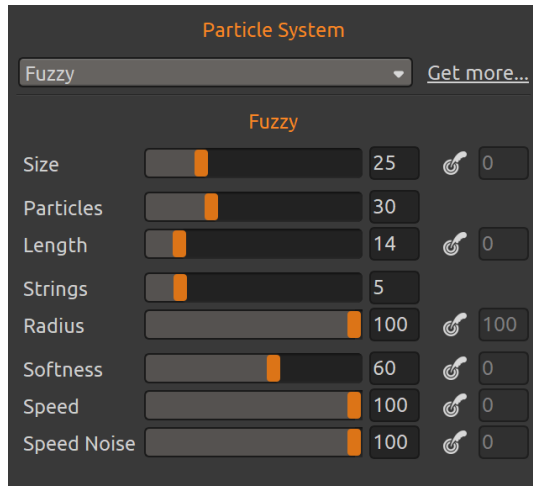 Particle System
Fuzzy Get more...
Fuzzy
Size 25 0
Particles 30
Length 14 0
Strings 5
Radius 100 100
Softness 60 0
Speed 100 0
Speed Noise 100 0